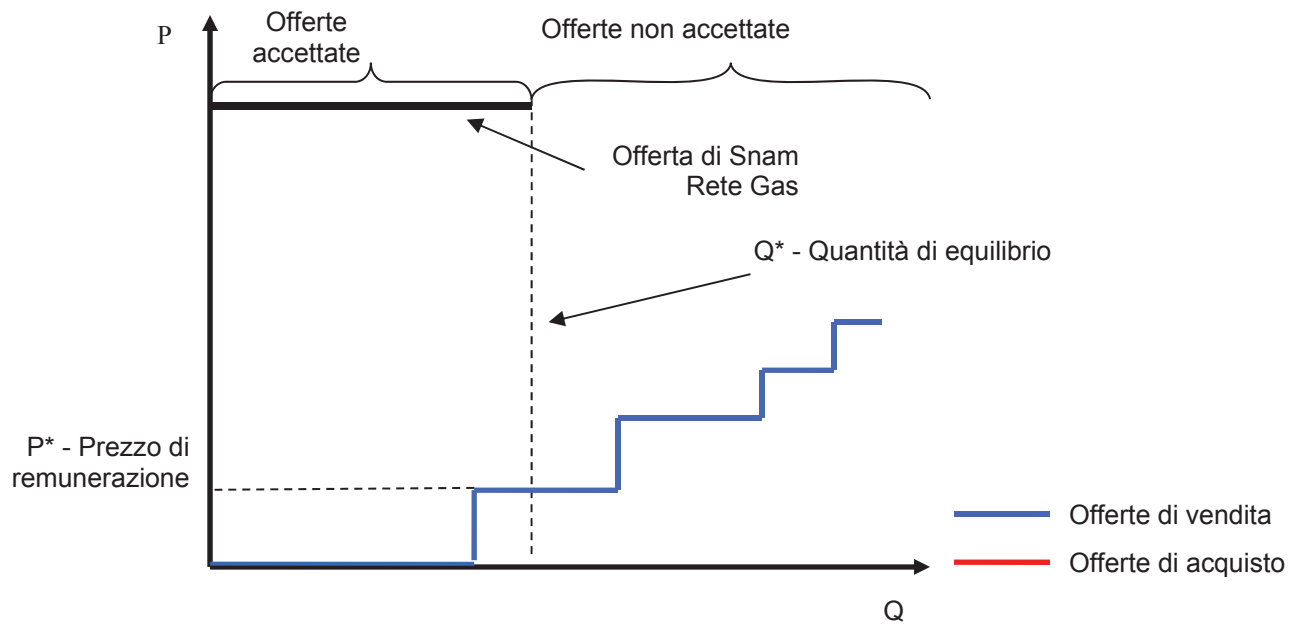 P
Offerte
accettate
Offerte non accettate
Offerta di Snam
Rete Gas
Q* - Quantità di equilibrio
P* - Prezzo di
remunerazione
Offerte di vendita
Offerte di acquisto
Q